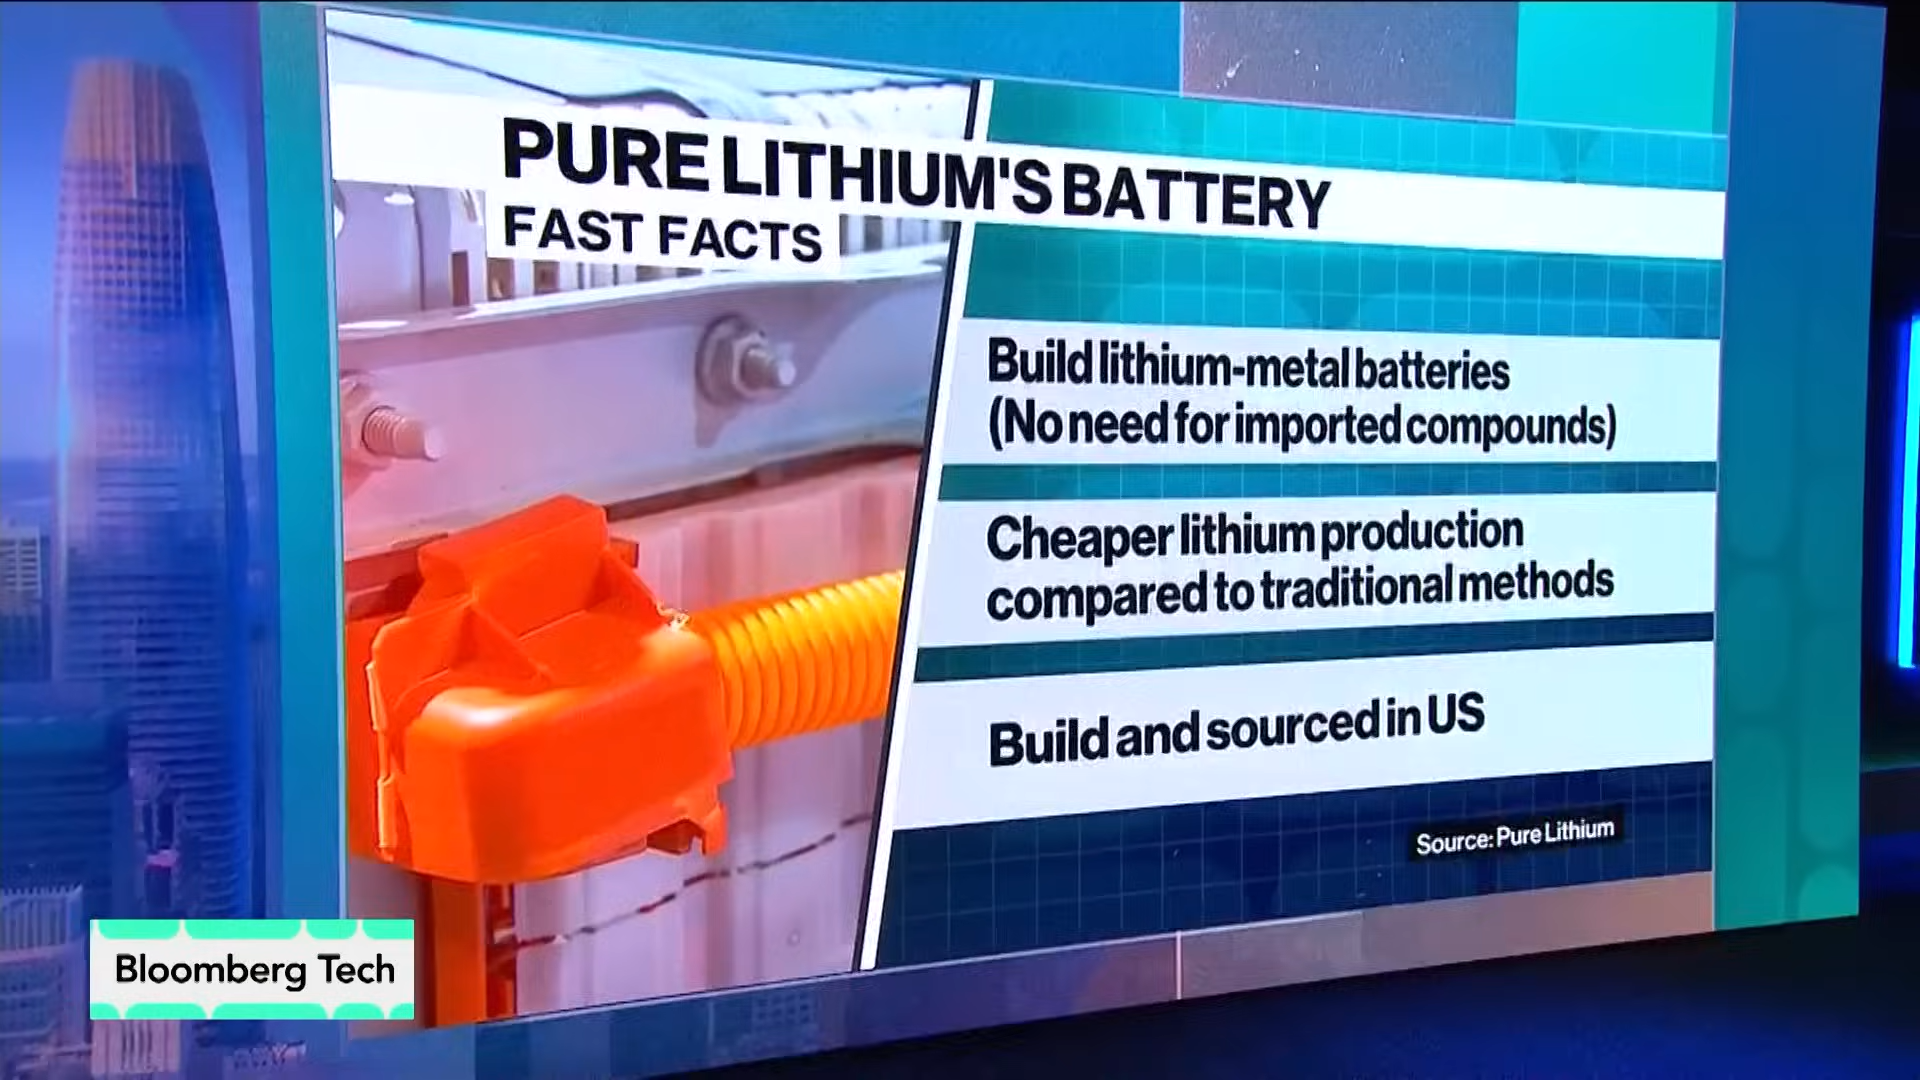 PURE LITHIUM'S BATTERY
FAST FACTS
Build lithium-metal batteries
(No need for imported compounds)
Cheaper lithium production
compared to traditional methods
Build and sourced in US
Source: Pure Lithium
Bloomberg Tech